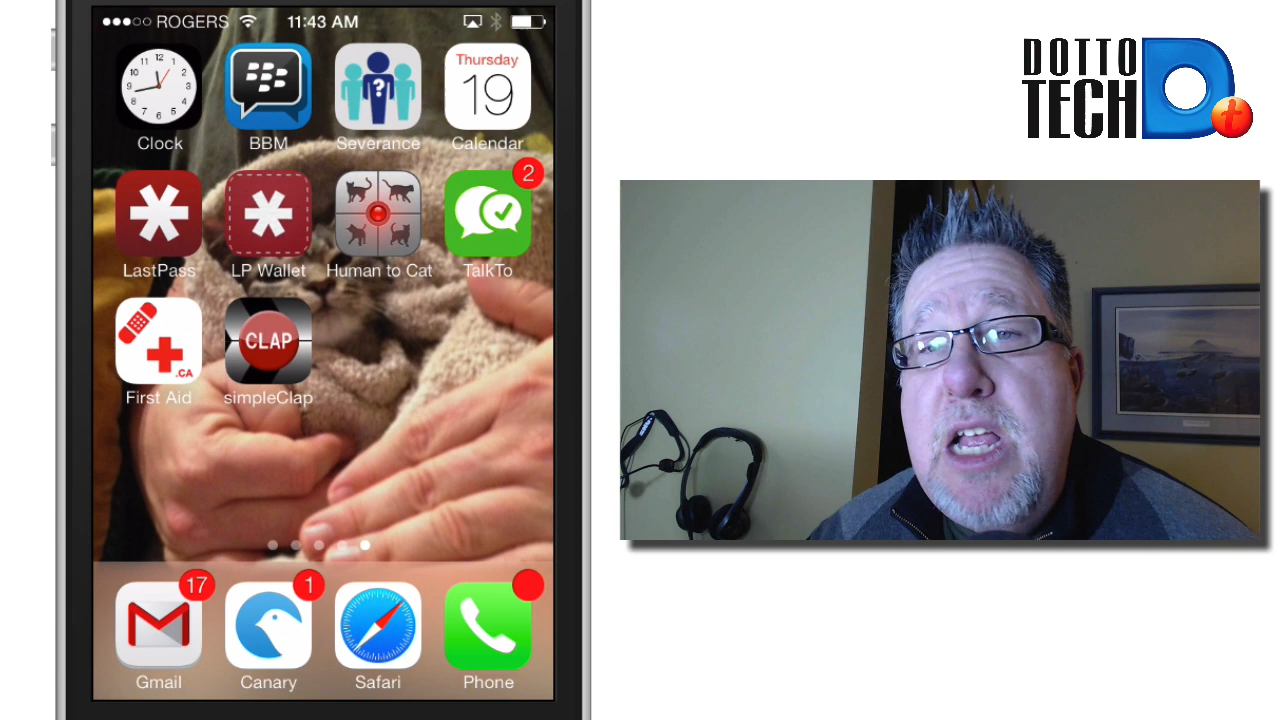 ROGERS 11:43 AM
Thursday
19
Clock BBM Severance Calendar
2
LastPass LP Wallet Human to Cat TalkTo
.CA
CLAP
First Aid simpleClap
17 1
Gmail Canary Safari Phone
DOTTO
TECH
t